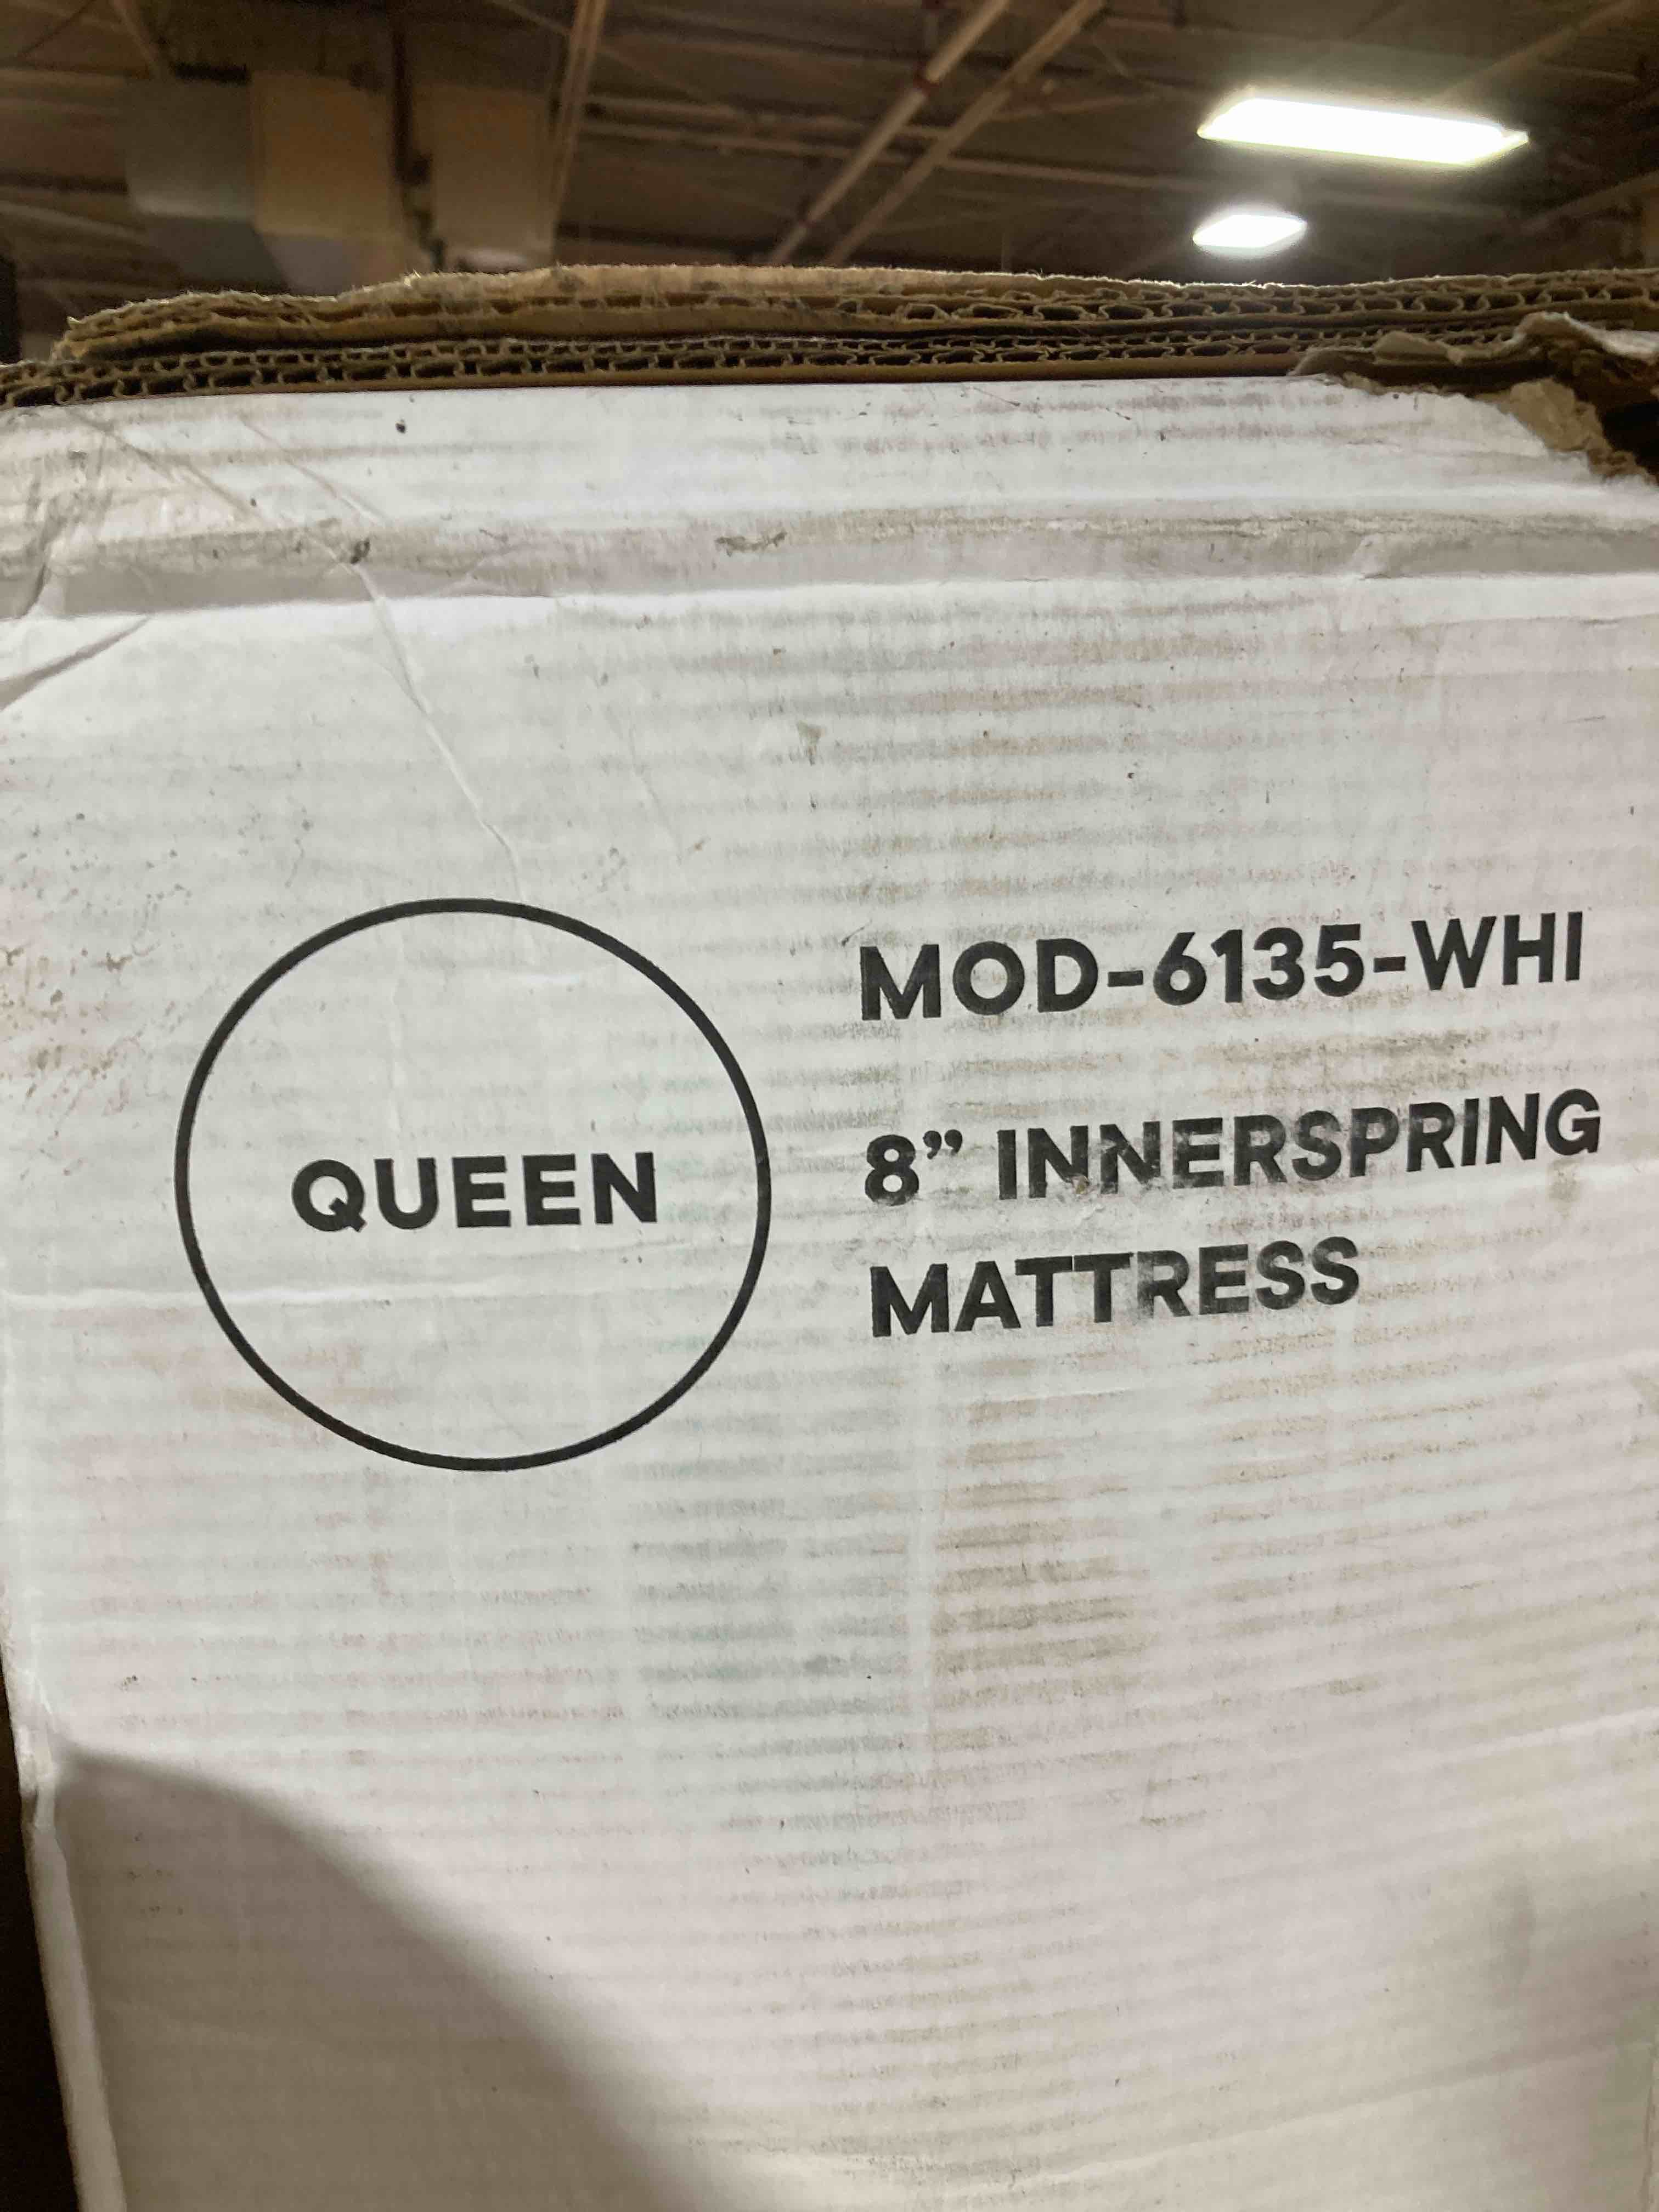 QUEEN
MOD-6135-WHI
8” INNERSPRING
MATTRESS